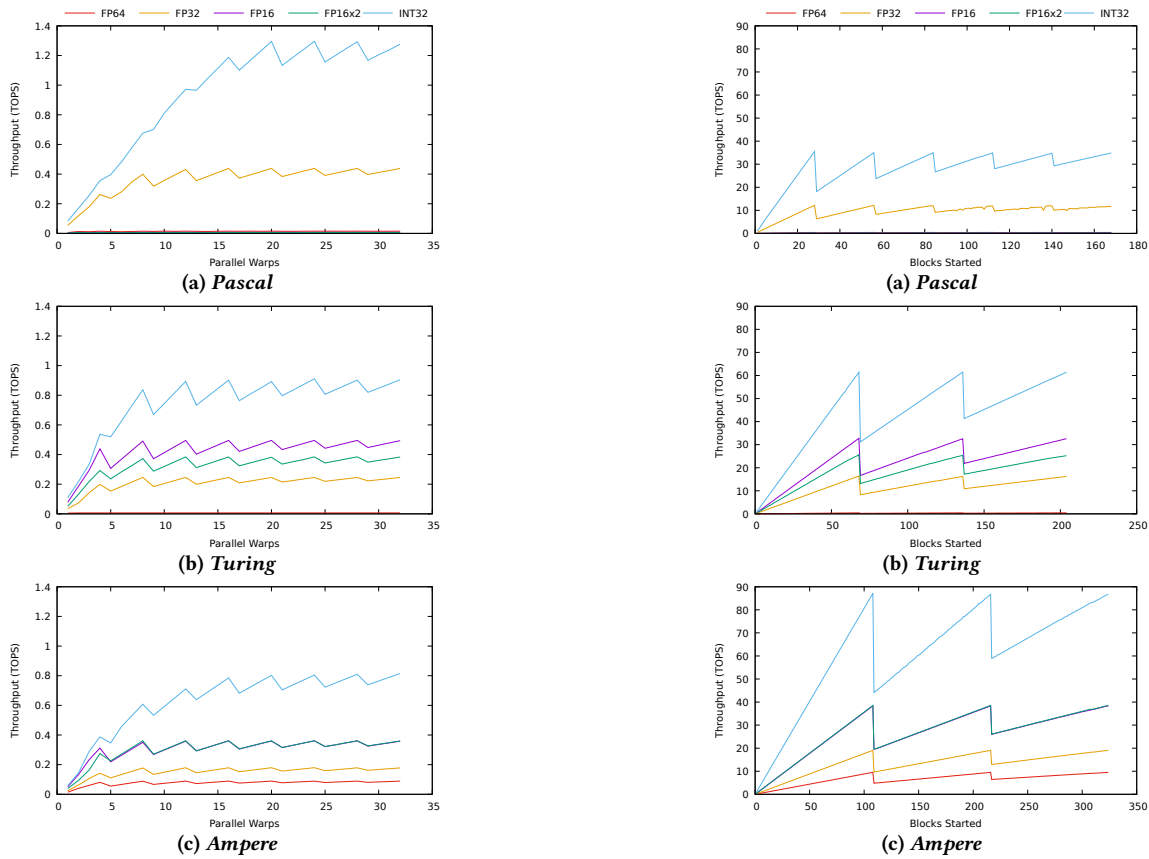 FP64 FP32 FP16 FP16x2 INT32
1.4
1.2
1
0.8
0.6
0.4
0.2
0
Throughput (TOPS)
0 5 10 15 20 25 30 35
Parallel Warps
(a) Pascal
1.4
1.2
1
0.8
0.6
0.4
0.2
0
Throughput (TOPS)
0 5 10 15 20 25 30 35
Parallel Warps
(b) Turing
1.4
1.2
1
0.8
0.6
0.4
0.2
0
Throughput (TOPS)
0 5 10 15 20 25 30 35
Parallel Warps
(c) Ampere
FP64 FP32 FP16 FP16x2 INT32
90
80
70
60
50
40
30
20
10
0
Throughput (TOPS)
0 20 40 60 80 100 120 140 160 180
Blocks Started
(a) Pascal
90
80
70
60
50
40
30
20
10
0
Throughput (TOPS)
0 50 100 150 200 250
Blocks Started
(b) Turing
90
80
70
60
50
40
30
20
10
0
Throughput (TOPS)
0 50 100 150 200 250 300 350
Blocks Started
(c) Ampere